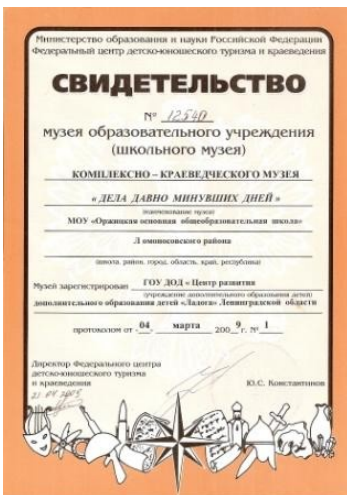 Министерство образования и науки Российской Федерации
Федеральный центр детско-юношеского туризма и краеведения
СВИДЕТЕЛЬСТВО
№ 12540
музея образовательного учреждения
(школьного музея)
КОМПЛЕКСНО – КРАЕВЕДЧЕСКОГО МУЗЕЯ
« ДЕЛА ДАВНО МИНУВШИХ ДНЕЙ »
(наименование музея)
МОУ «Оржицкая основная общеобразовательная школа»
Л омоносовского района
(школа, район, город, область, край, республика)
Музей зарегистрирован ГОУ ДОД « Центр развития
(учреждение дополнительного образования детей)
дополнительного образования детей «Ладога» Ленинградской области
протоколом от «04» марта 200 9 г. № 1
Директор Федерального центра
детско-юношеского туризма
и краеведения
Ю.С. Константинов